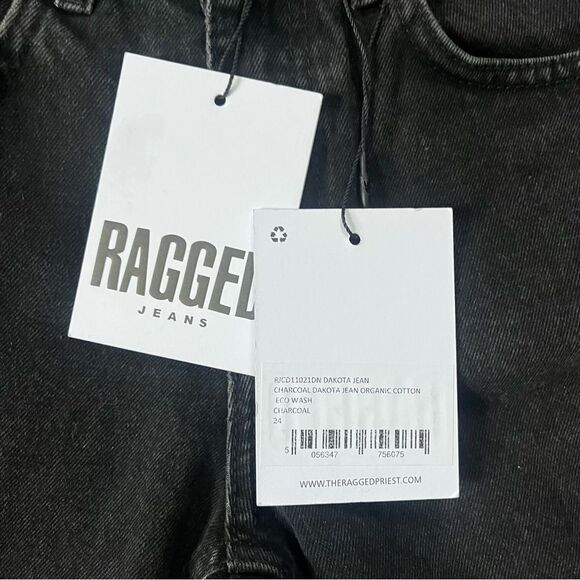 RAGGED
JEANS
RJCD11021DN DAKOTA JEAN
CHARCOAL DAKOTA JEAN ORGANIC COTTON
ECO WASH
CHARCOAL
24
5 056347 756075
WWW.THERAGGEDPRIEST.COM